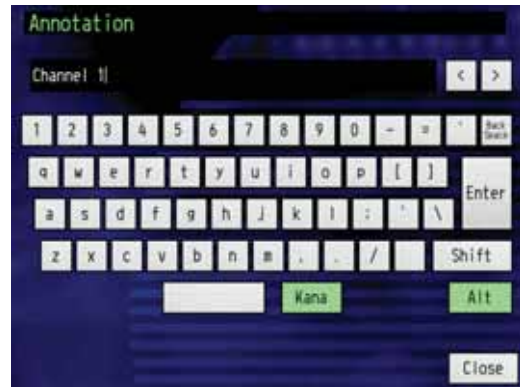 Annotation
Channel 1
< >
1 2 3 4 5 6 7 8 9 0 - = ` Back Space
q w e r t y u i o p [ ]
Enter
a s d f g h j k l ; ' \
z x c v b n m , . / Shift
Kana Alt
Close